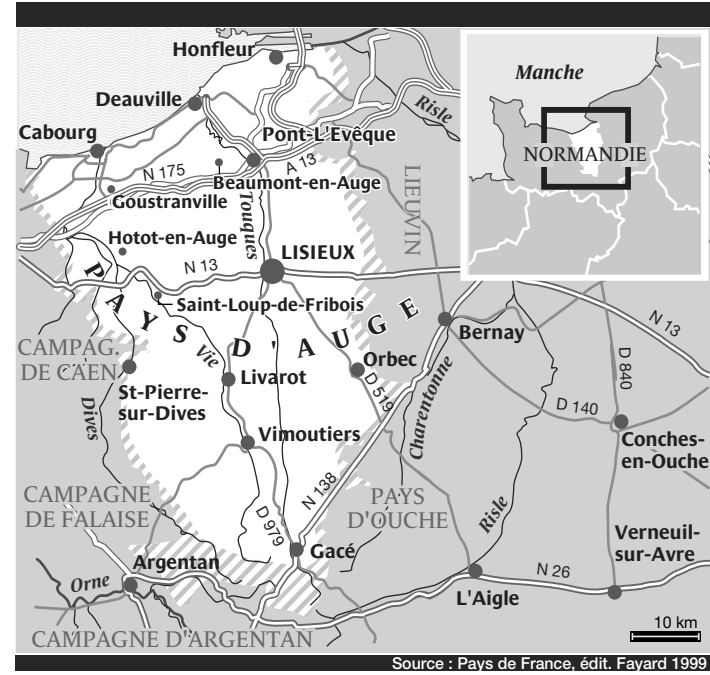 Honfleur
Manche
Deauville
Risle
Cabourg
Pont-L'Evêque
NORMANDIE
N 175
A 13
Beaumont-en-Auge
LIEUVIN
Goustranville
Touques
Hotot-en-Auge
LISIEUX
N 13
PAYS D'AUGE
Saint-Loup-de-Fribois
N 13
Bernay
CAMPAG.
DE CAEN
Vie
Orbec
D 840
St-Pierre-
sur-Dives
Livarot
D 519
Charentonne
D 140
Dives
Vimoutiers
Conches-
en-Ouche
CAMPAGNE
DE FALAISE
N 138
PAYS
D'OUCHE
D 979
Risle
Verneuil-
sur-Avre
Gacé
Argentan
Orne
N 26
L'Aigle
CAMPAGNE D'ARGENTAN
10 km
Source : Pays de France, édit. Fayard 1999